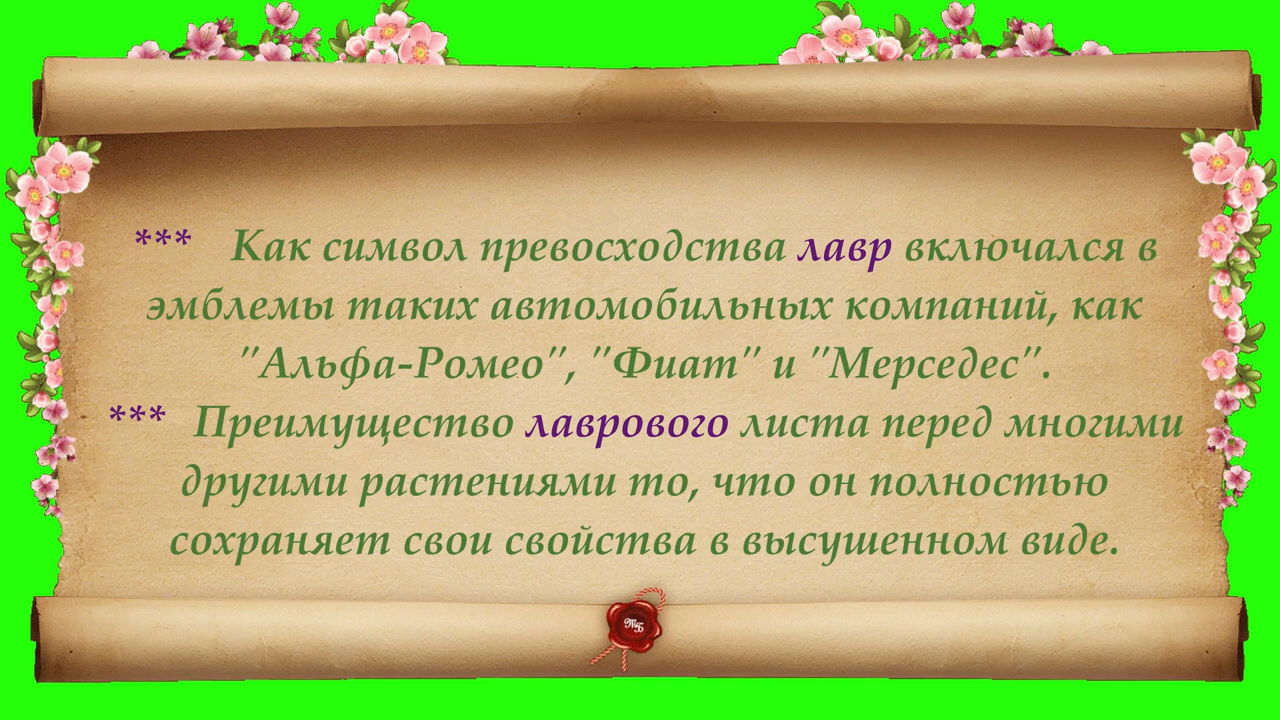 *** Как символ превосходства лавр включался в
эмблемы таких автомобильных компаний, как
"Альфа-Ромео", "Фиат" и "Мерседес".
*** Преимущество лаврового листа перед многими
другими растениями то, что он полностью
сохраняет свои свойства в высушенном виде.